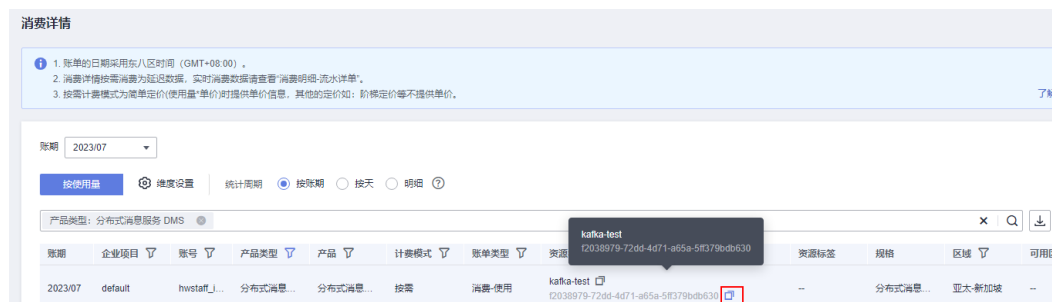 消费详情
1. 账单的日期采用东八区时间（GMT+08:00）。
2. 消费详情按需消费为延迟数据，实时消费数据请查看“消费明细-流水详单”。
3. 按需计费模式为简单定价(使用量*单价)时提供单价信息，其他的定价如：阶梯定价等不提供单价。
了解
账期 2023/07
按使用量 维度设置 统计周期 按账期 按天 明细
产品类型：分布式消息服务 DMS
kafka-test
f2038979-72dd-4d71-a65a-5ff379bdb630
账期 企业项目 账号 产品类型 产品 计费模式 账单类型 资源 资源标签 规格 区域 可用区
2023/07 default hwstaff_i... 分布式消息... 分布式消息... 按需 消费-使用 kafka-test -- 分布式消息... 亚太-新加坡 --
f2038979-72dd-4d71-a65a-5ff379bdb630